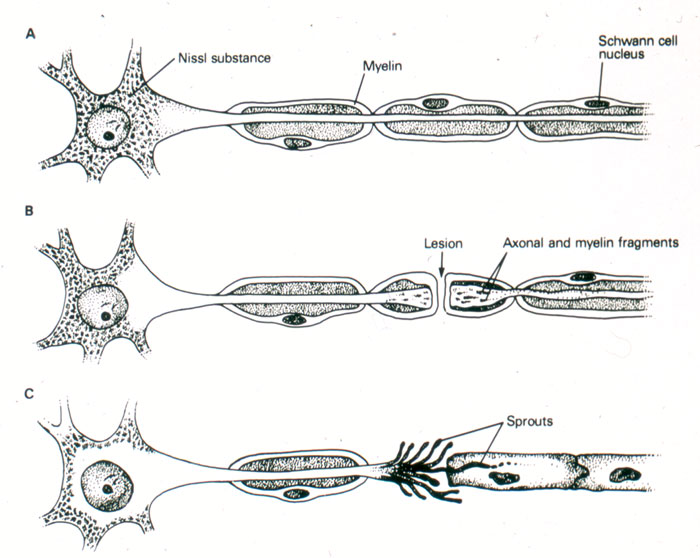 A
Nissl substance
Myelin
Schwann cell
nucleus
B
Lesion
Axonal and myelin fragments
C
Sprouts